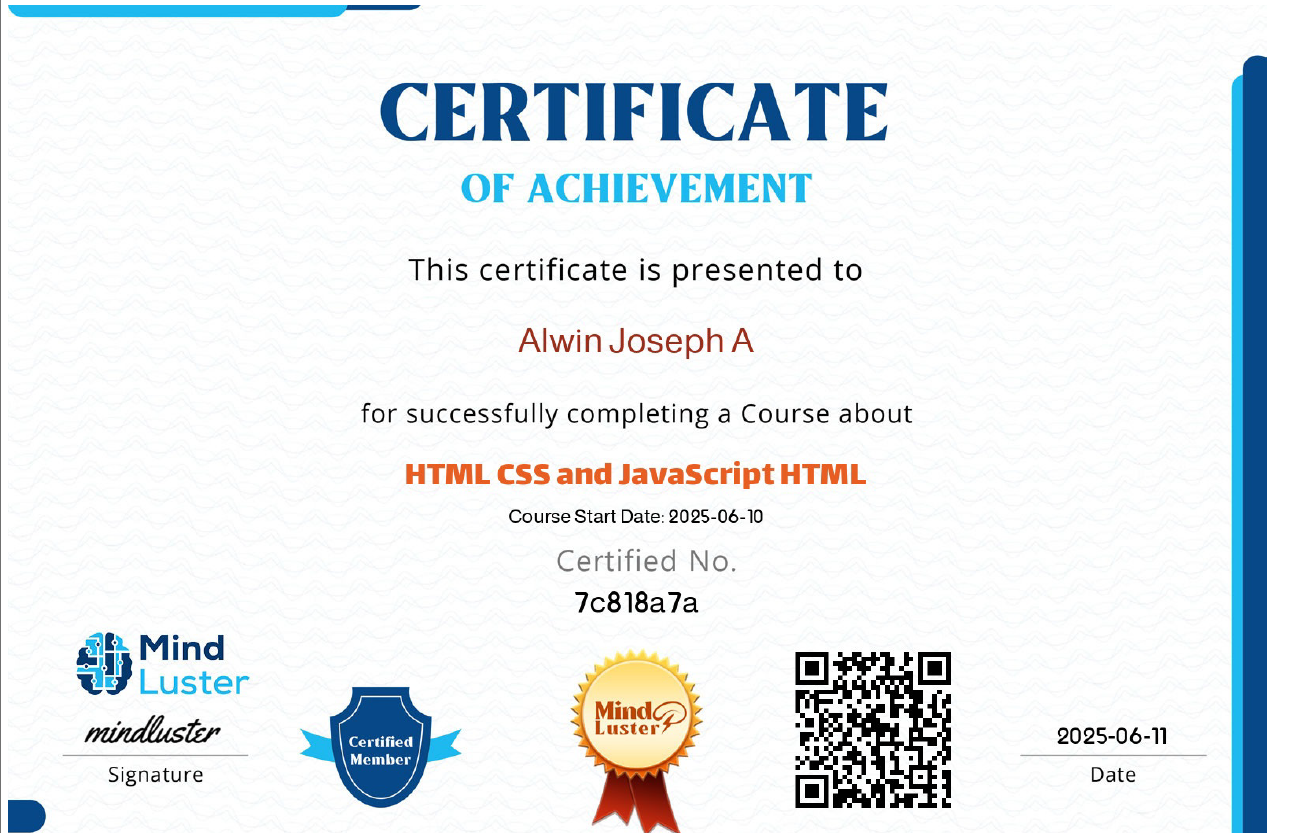 CERTIFICATE
OF ACHIEVEMENT
This certificate is presented to
Alwin Joseph A
for successfully completing a Course about
HTML CSS and JavaScript HTML
Course Start Date: 2025-06-10
Certified No.
7c818a7a
Mind
Luster
mindluster
Signature
Certified
Member
Mind
Luster
2025-06-11
Date